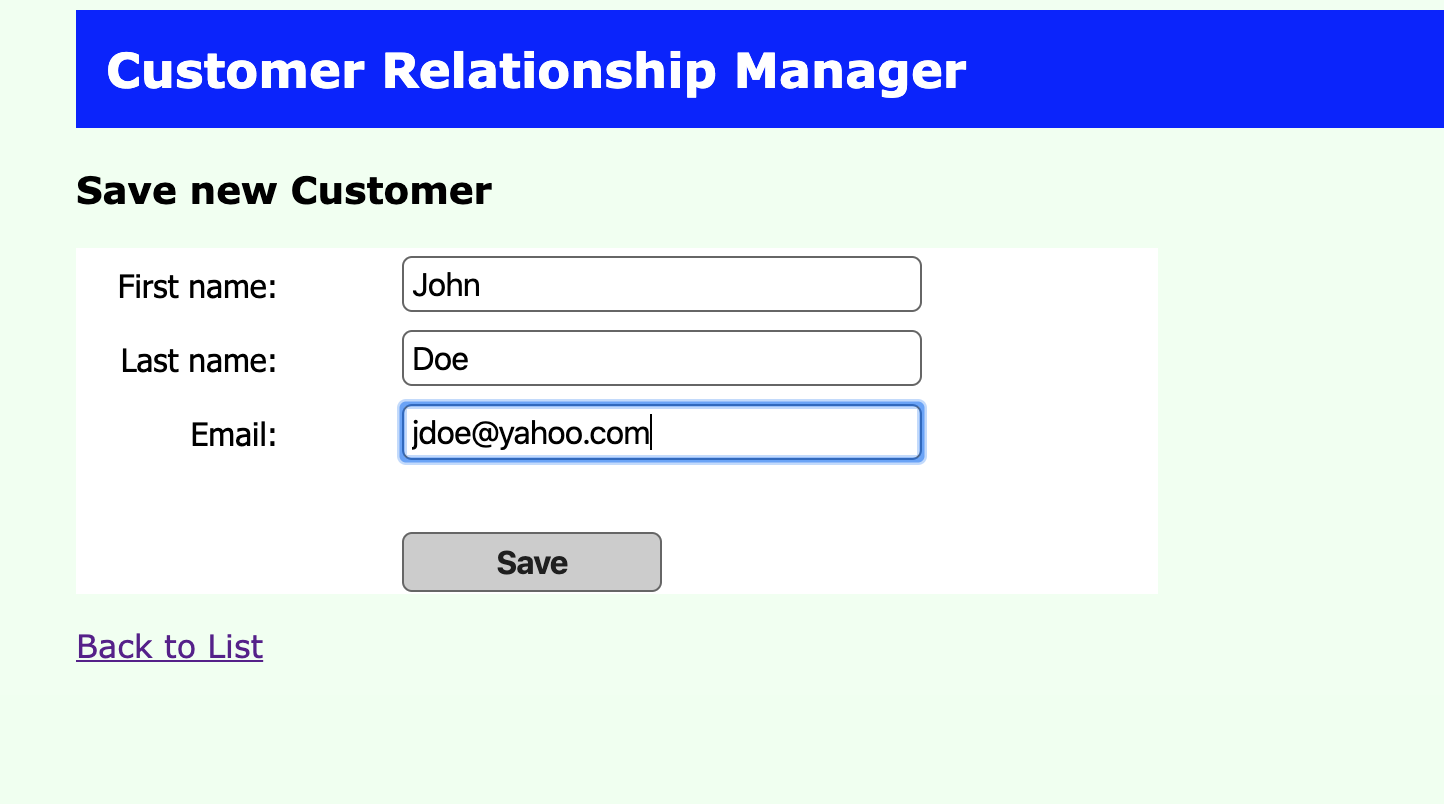 Customer Relationship Manager
Save new Customer
First name: John
Last name: Doe
Email: jdoe@yahoo.com
Save
Back to List